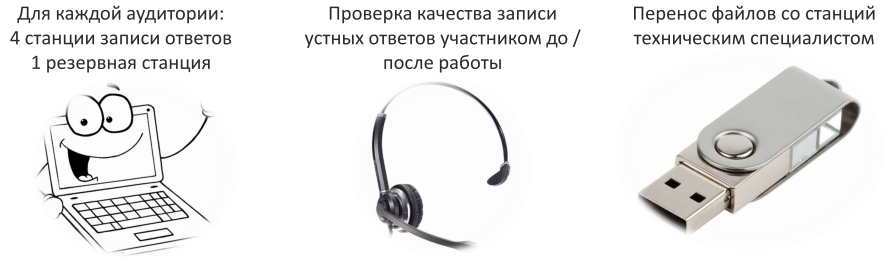 Для каждой аудитории:
4 станции записи ответов
1 резервная станция
Проверка качества записи
устных ответов участником до /
после работы
Перенос файлов со станций
техническим специалистом